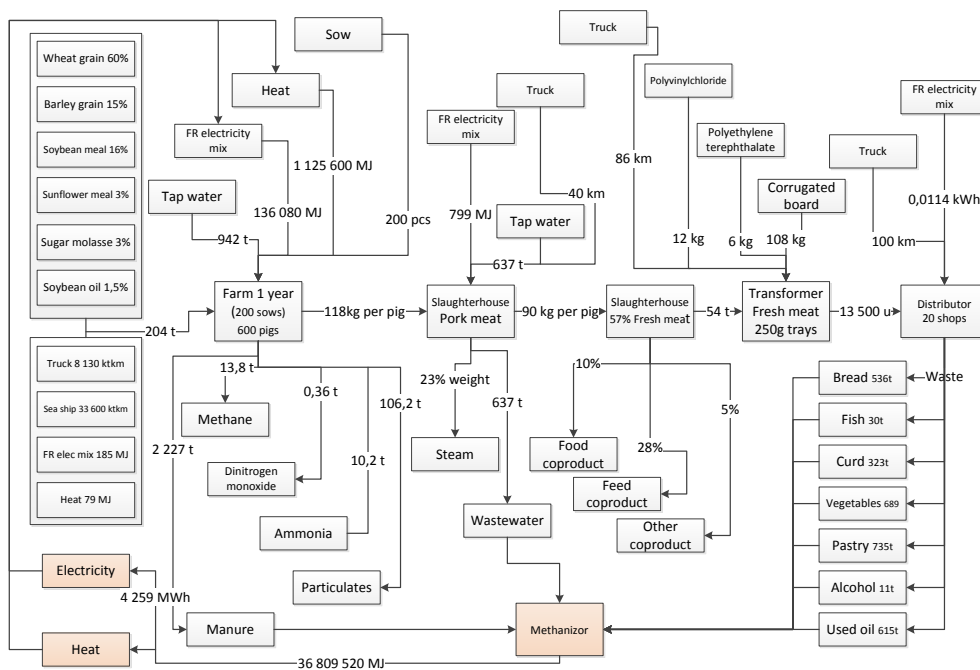 Wheat grain 60%
Barley grain 15%
Soybean meal 16%
Sunflower meal 3%
Sugar molasse 3%
Soybean oil 1,5%
Truck 8 130 ktkm
Sea ship 33 600 ktkm
FR elec mix 185 MJ
Heat 79 MJ
204 t
Sow
Heat
FR electricity
mix
Tap water
1 125 600 MJ
136 080 MJ
942 t
200 pcs
Farm 1 year
(200 sows)
600 pigs
118kg per pig
13,8 t
Methane
0,36 t
Dinitrogen
monoxide
10,2 t
Ammonia
106,2 t
Particulates
2 227 t
Manure
Truck
FR electricity
mix
40 km
799 MJ
Tap water
637 t
Slaughterhouse
Pork meat
90 kg per pig
23% weight
Steam
637 t
Wastewater
Slaughterhouse
57% Fresh meat
54 t
10%
Food
coproduct
28%
Feed
coproduct
5%
Other
coproduct
Truck
86 km
Polyvinylchloride
12 kg
Polyethylene
terephthalate
6 kg
Corrugated
board
108 kg
Transformer
Fresh meat
250g trays
13 500 u
Truck
100 km
FR electricity
mix
0,0114 kWh
Distributor
20 shops
Waste
Bread 536t
Fish 30t
Curd 323t
Vegetables 689
Pastry 735t
Alcohol 11t
Used oil 615t
Methanizor
36 809 520 MJ
4 259 MWh
Electricity
Heat